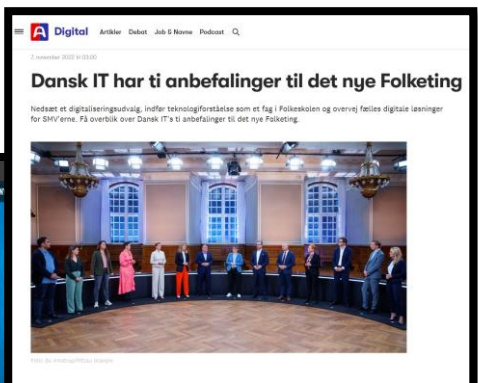 Digital Artikler Debat Job & Navne Podcast
7. november 2022 kl. 03:00
Dansk IT har ti anbefalinger til det nye Folketing
Nedsæt et digitaliseringsudvalg, indfør teknologiforståelse som et fag i Folkeskolen og overvej fælles digitale løsninger
for SMV'erne. Få overblik over Dansk IT's ti anbefalinger til det nye Folketing.